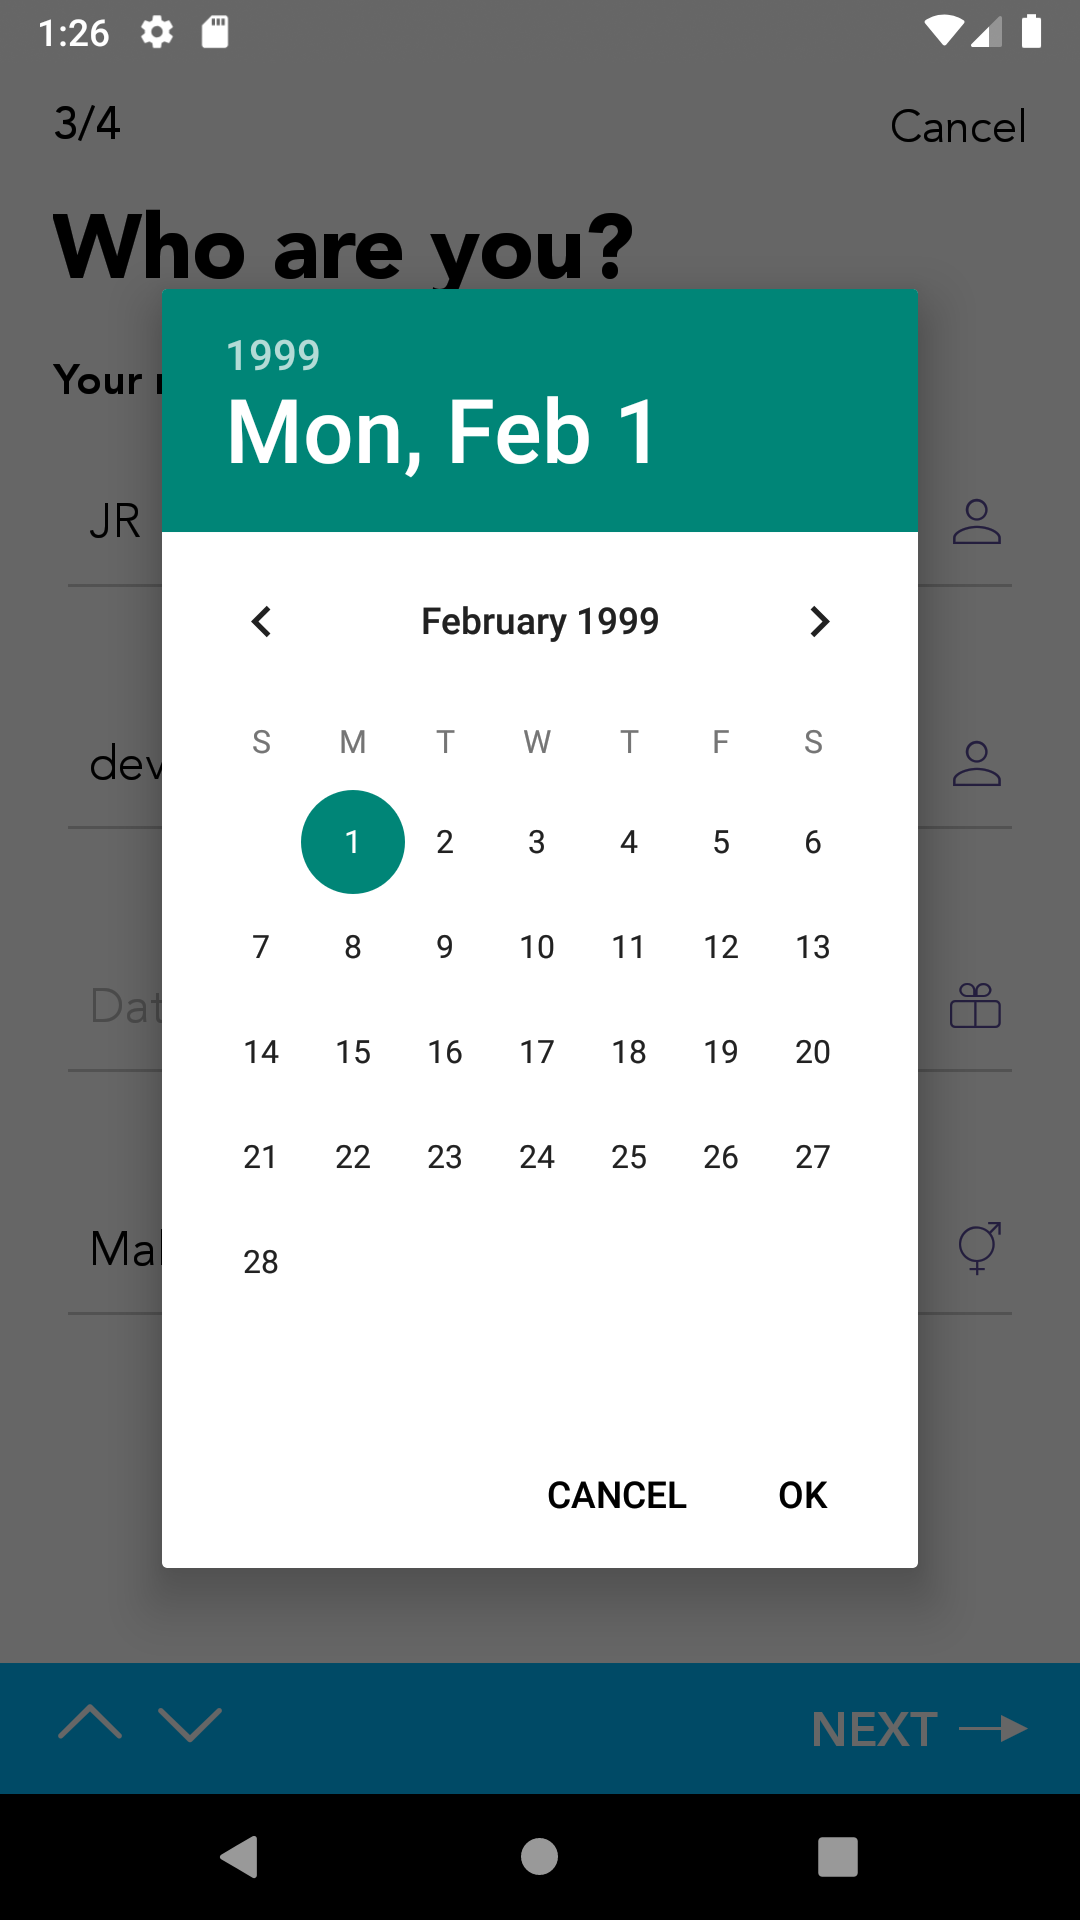 1:26
3/4 Cancel
Who are you?
Your
1999
Mon, Feb 1
JR
February 1999
S M T W T F S
dev
1 2 3 4 5 6
7 8 9 10 11 12 13
Dat
14 15 16 17 18 19 20
21 22 23 24 25 26 27
Mal
28
CANCEL OK
NEXT